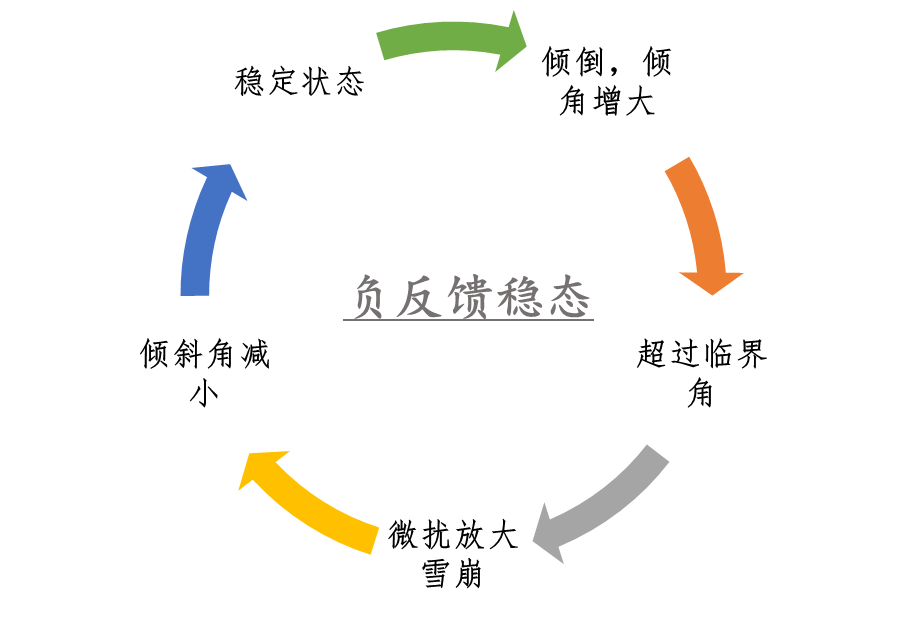 稳定状态
倾倒，倾
角增大
负反馈稳态
倾斜角减
小
超过临界
角
微扰放大
雪崩